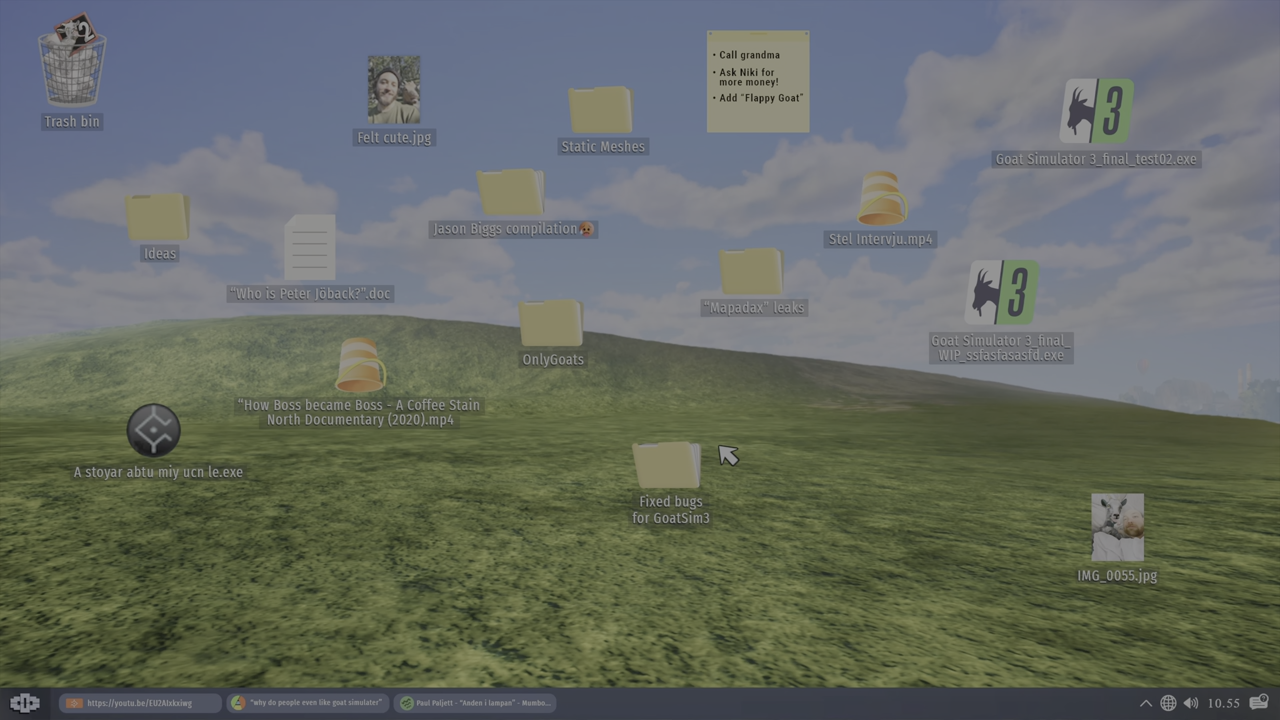 Trash bin
Felt cute.jpg
Static Meshes
• Call grandma
• Ask Niki for
more money!
• Add “Flappy Goat”
3
Goat Simulator 3_final_test02.exe
Ideas
“Who is Peter Jöback?”.doc
Jason Biggs compilation
Stel Intervju.mp4
“Mapadax” leaks
3
Goat Simulator 3_final_
WIP_ssfasfasasfd.exe
OnlyGoats
“How Boss became Boss - A Coffee Stain
North Documentary (2020).mp4
A stoyar abtu miy ucn le.exe
Fixed bugs
for GoatSim3
IMG_0055.jpg
https://youtu.be/EU2AIxkxiwg
“why do people even like goat simulater”
Paul Paljett - “Anden i lampan” - Mumbo...
10.55